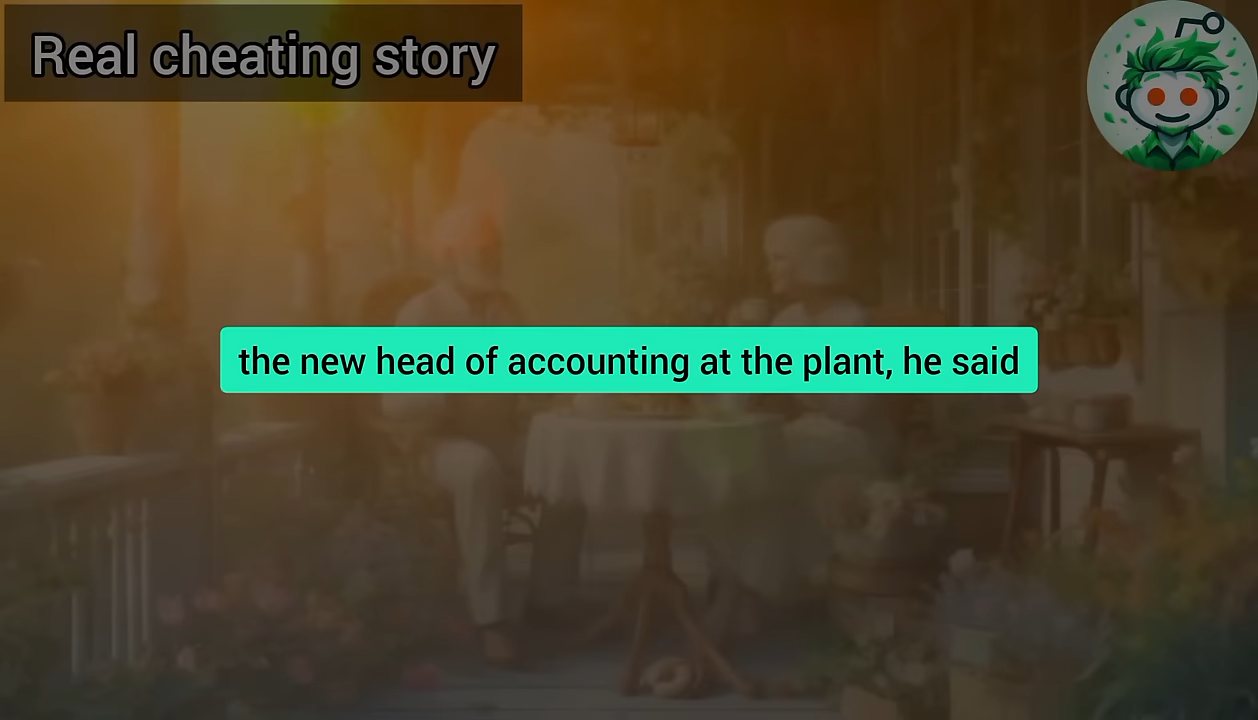 Real cheating story
the new head of accounting at the plant, he said